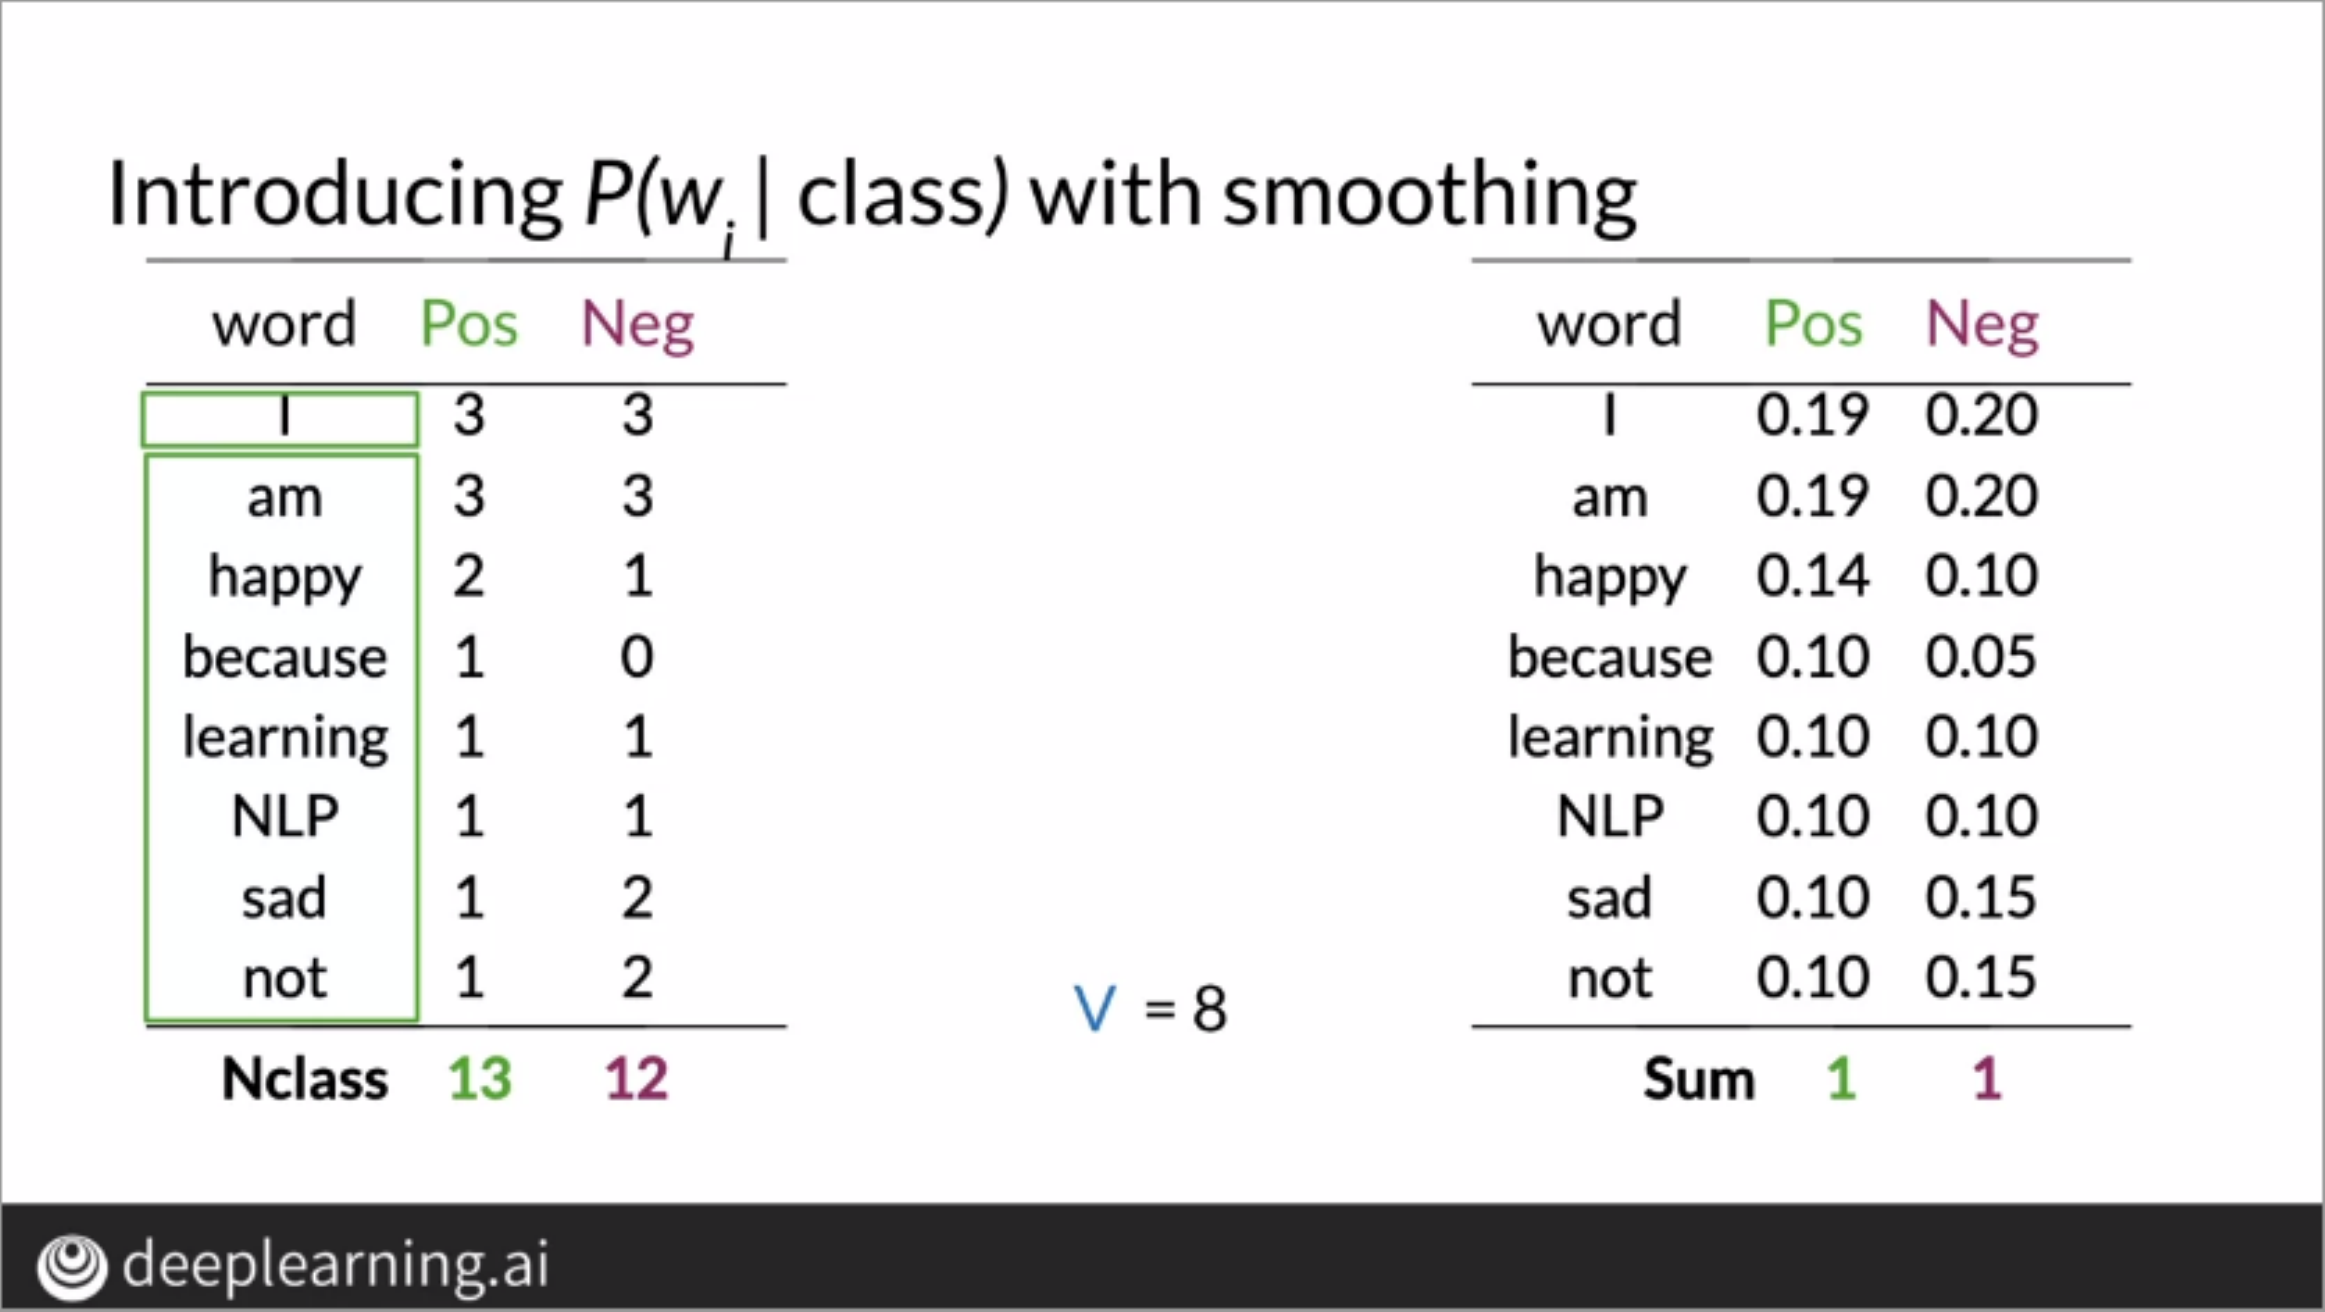 Introducing P(wi | class) with smoothing
word Pos Neg
I 3 3
am 3 3
happy 2 1
because 1 0
learning 1 1
NLP 1 1
sad 1 2
not 1 2
Nclass 13 12
V = 8
word Pos Neg
I 0.19 0.20
am 0.19 0.20
happy 0.14 0.10
because 0.10 0.05
learning 0.10 0.10
NLP 0.10 0.10
sad 0.10 0.15
not 0.10 0.15
Sum 1 1
deeplearning.ai